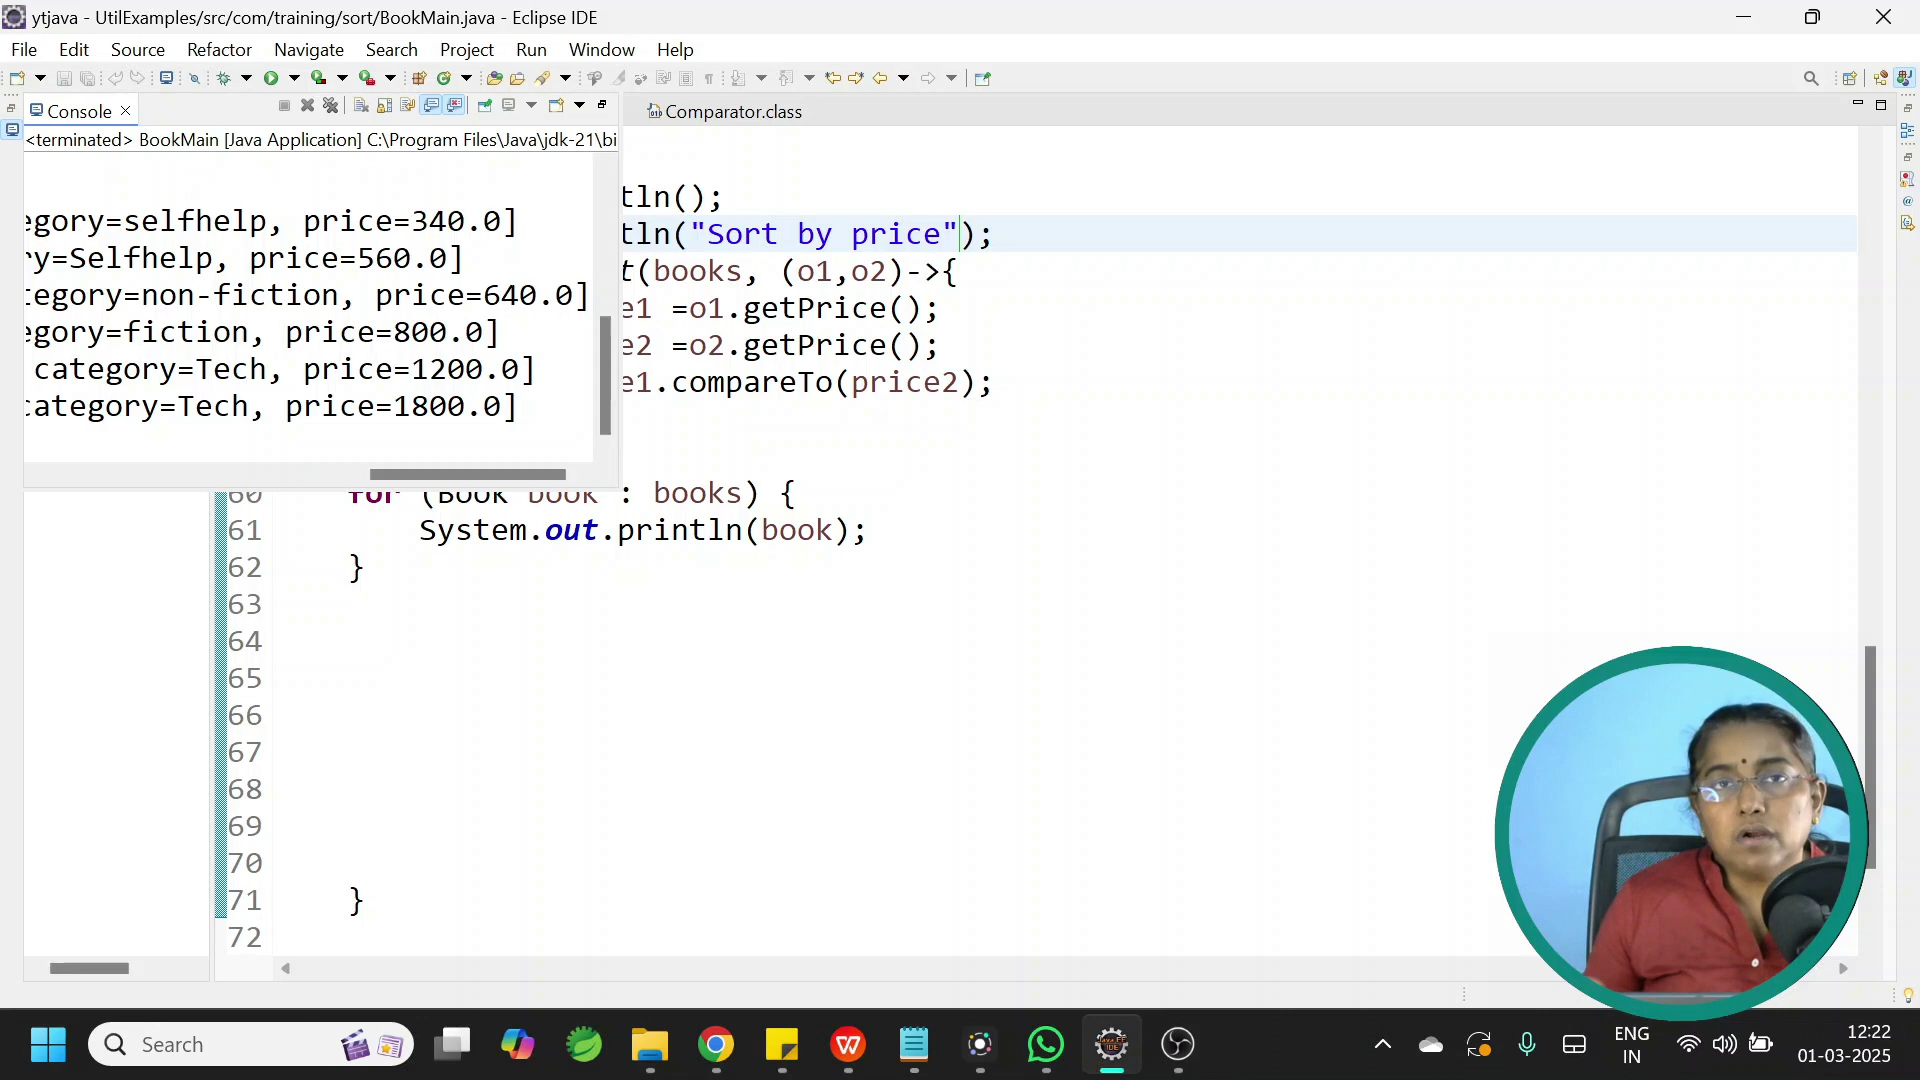 ytjava - UtilExamples/src/com/training/sort/BookMain.java - Eclipse IDE
File Edit Source Refactor Navigate Search Project Run Window Help
Console
Comparator.class
<terminated> BookMain [Java Application] C:\Program Files\Java\jdk-21\bi
egory=selfhelp, price=340.0]
ry=Selfhelp, price=560.0]
tegory=non-fiction, price=640.0]
egory=fiction, price=800.0]
category=Tech, price=1200.0]
category=Tech, price=1800.0]
tln();
tln("Sort by price");
t(books, (o1,o2)->{
e1 =o1.getPrice();
e2 =o2.getPrice();
e1.compareTo(price2);
60 for (Book book : books) {
61 System.out.println(book);
62 }
63
64
65
66
67
68
69
70
71 }
72
Search
ENG
IN
12:22
01-03-2025